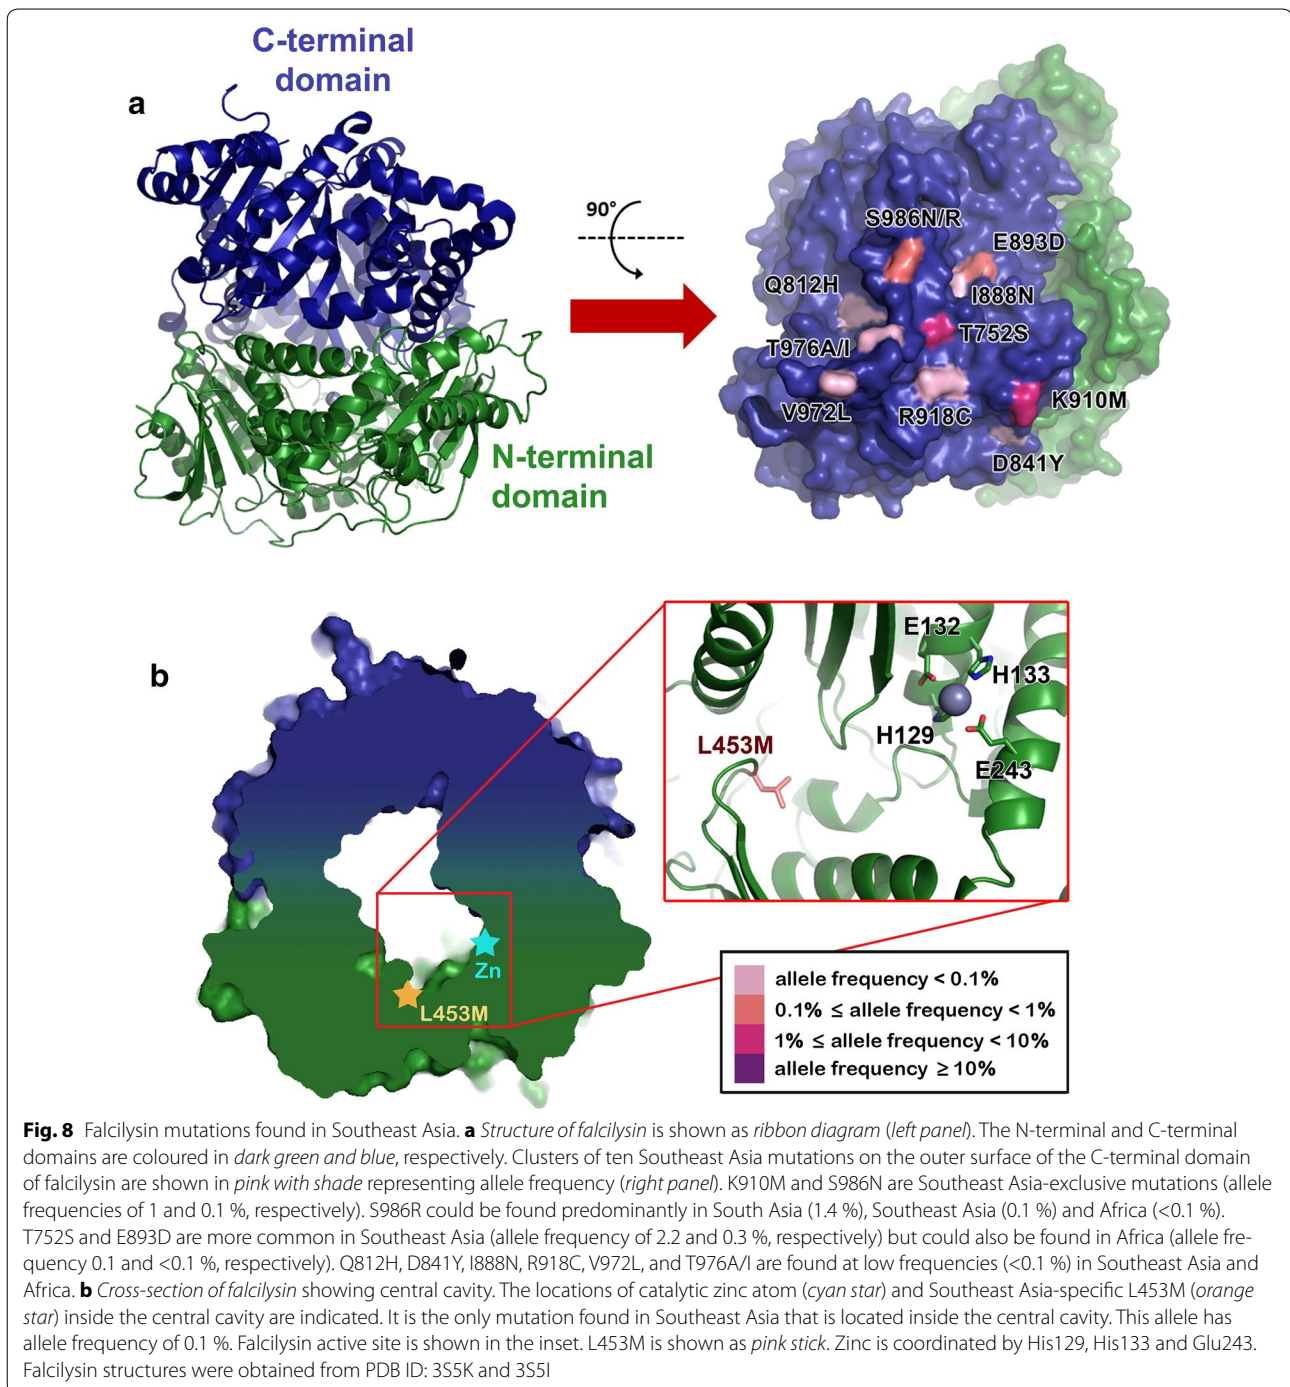 C-terminal
domain
a
90°
N-terminal
domain
S986N/R
E893D
Q812H
I888N
T976A/I
T752S
V972L
R918C
K910M
D841Y
b
Zn
L453M
E132
H133
H129
L453M
E243
allele frequency < 0.1%
0.1% ≤ allele frequency < 1%
1% ≤ allele frequency < 10%
allele frequency ≥ 10%
Fig. 8 Falcilysin mutations found in Southeast Asia. a Structure of falcilysin is shown as ribbon diagram (left panel). The N-terminal and C-terminal
domains are coloured in dark green and blue, respectively. Clusters of ten Southeast Asia mutations on the outer surface of the C-terminal domain
of falcilysin are shown in pink with shade representing allele frequency (right panel). K910M and S986N are Southeast Asia-exclusive mutations (allele
frequencies of 1 and 0.1 %, respectively). S986R could be found predominantly in South Asia (1.4 %), Southeast Asia (0.1 %) and Africa (<0.1 %).
T752S and E893D are more common in Southeast Asia (allele frequency of 2.2 and 0.3 %, respectively) but could also be found in Africa (allele fre-
quency 0.1 and <0.1 %, respectively). Q812H, D841Y, I888N, R918C, V972L, and T976A/I are found at low frequencies (<0.1 %) in Southeast Asia and
Africa. b Cross-section of falcilysin showing central cavity. The locations of catalytic zinc atom (cyan star) and Southeast Asia-specific L453M (orange
star) inside the central cavity are indicated. It is the only mutation found in Southeast Asia that is located inside the central cavity. This allele has
allele frequency of 0.1 %. Falcilysin active site is shown in the inset. L453M is shown as pink stick. Zinc is coordinated by His129, His133 and Glu243.
Falcilysin structures were obtained from PDB ID: 3S5K and 3S5I